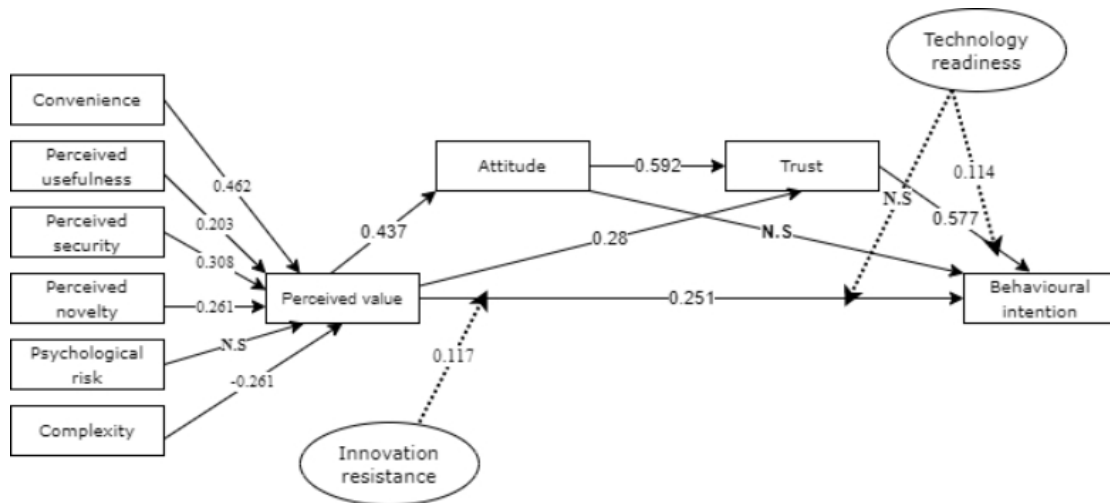 Technology
readiness
Convenience
Perceived
usefulness
Attitude
0.592
Trust
0.114
0.462
N.S
0.203
Perceived
security
0.437
0.577
0.28
N.S
0.308
Perceived
novelty
0.261
Perceived value
0.251
Behavioural
intention
Psychological
risk
N.S
0.117
-0.261
Complexity
Innovation
resistance